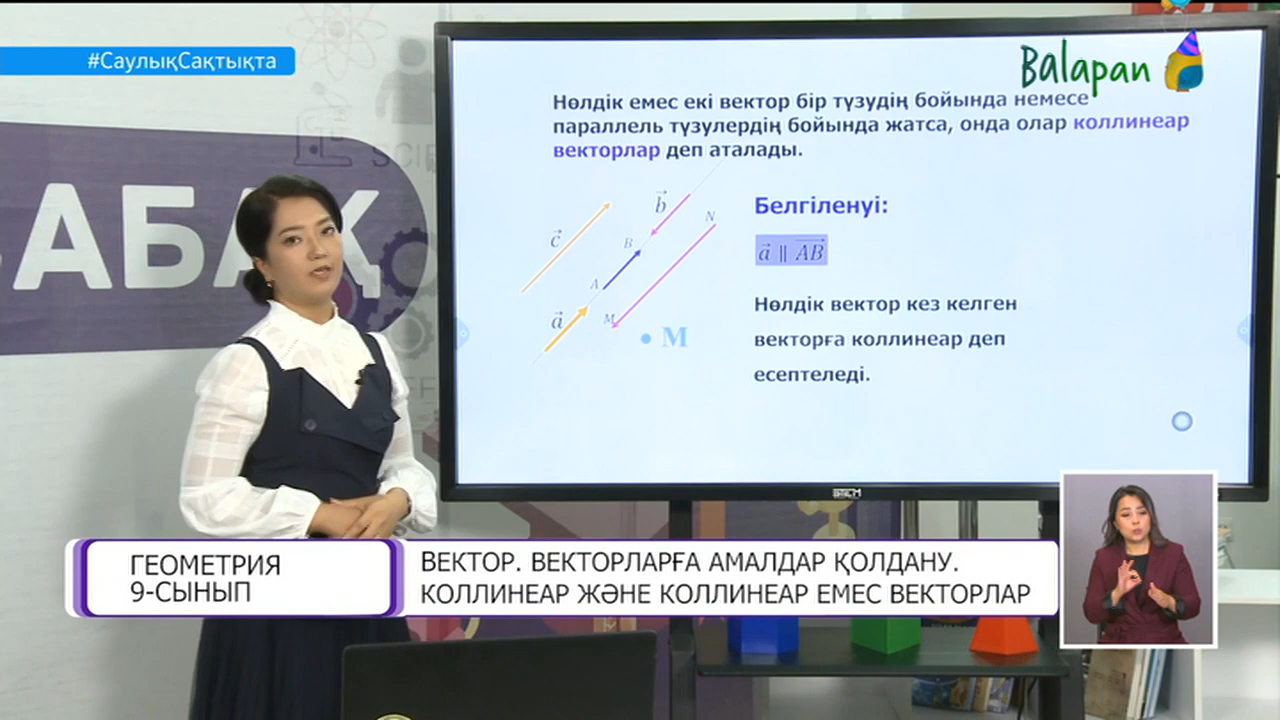 #СаулықСақтықта
Balapan
АБАҚ
Нөлдік емес екі вектор бір түзудің бойында немесе
параллель түзулердің бойында жатса, онда олар коллинеар
векторлар деп аталады.
b
N
c
B
A
a
M
M
Белгіленуі:
a ∥ AB
Нөлдік вектор кез келген
векторға коллинеар деп
есептеледі.
ГЕОМЕТРИЯ
9-СЫНЫП
ВЕКТОР. ВЕКТОРЛАРҒА АМАЛДАР ҚОЛДАНУ.
КОЛЛИНЕАР ЖӘНЕ КОЛЛИНЕАР ЕМЕС ВЕКТОРЛАР